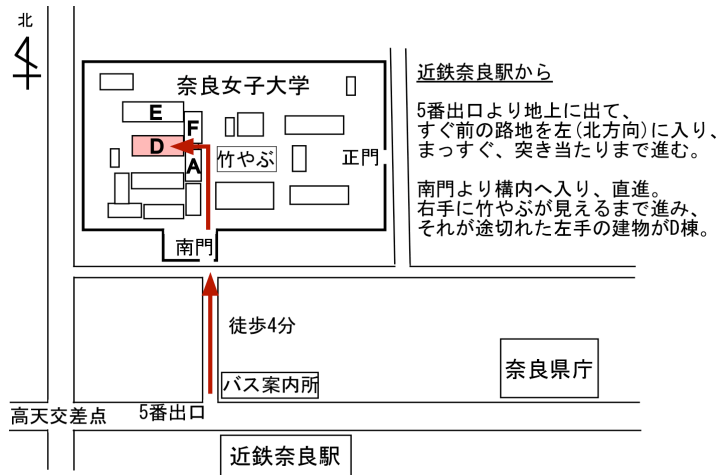 北
奈良女子大学
E
F
D
A
竹やぶ
正門
南門
近鉄奈良駅から
5番出口より地上に出て、
すぐ前の路地を左(北方向)に入り、
まっすぐ、突き当たりまで進む。
南門より構内へ入り、直進。
右手に竹やぶが見えるまで進み、
それが途切れた左手の建物がD棟。
徒歩4分
バス案内所
奈良県庁
高天交差点
5番出口
近鉄奈良駅